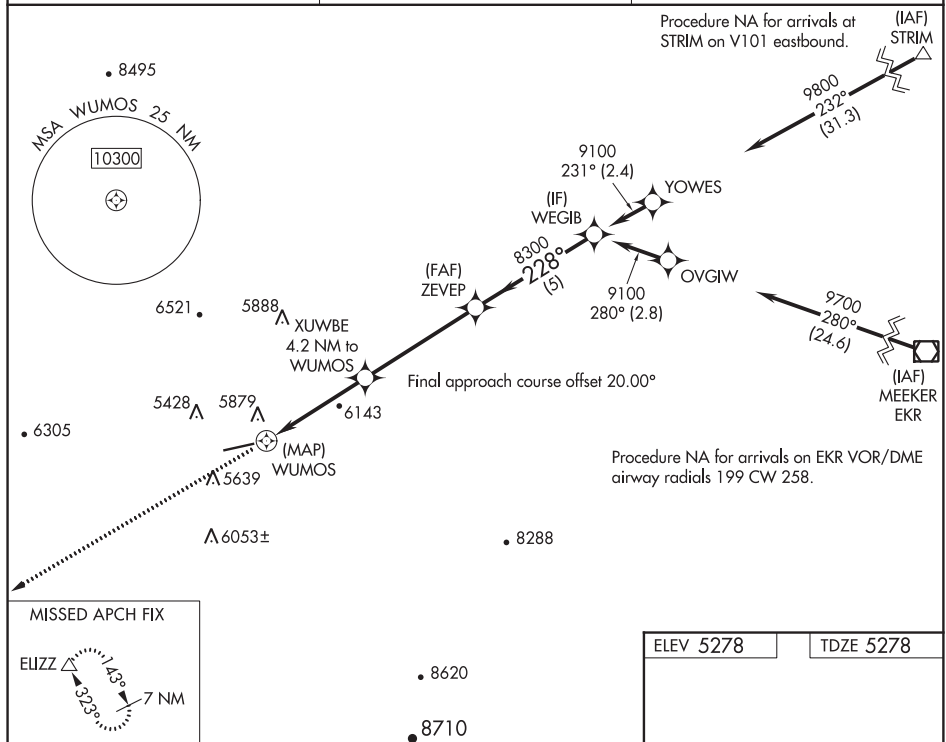 Procedure NA for arrivals at
STRIM on V101 eastbound.
(IAF)
STRIM
8495
9800
232°
(31.3)
MSA WUMOS 25 NM
10300
9100
231° (2.4)
YOWES
(IF)
WEGIB
8300
228°
(5)
OVGIW
9100
280° (2.8)
(FAF)
ZEVEP
9700
280°
(24.6)
6521
5888
XUWBE
4.2 NM to
WUMOS
(IAF)
MEEKER
EKR
Final approach course offset 20.00°
5428
5879
6143
6305
(MAP)
WUMOS
Procedure NA for arrivals on EKR VOR/DME
airway radials 199 CW 258.
5639
6053±
8288
MISSED APCH FIX
ELIZZ
143°
323°
7 NM
ELEV 5278
TDZE 5278
8620
8710